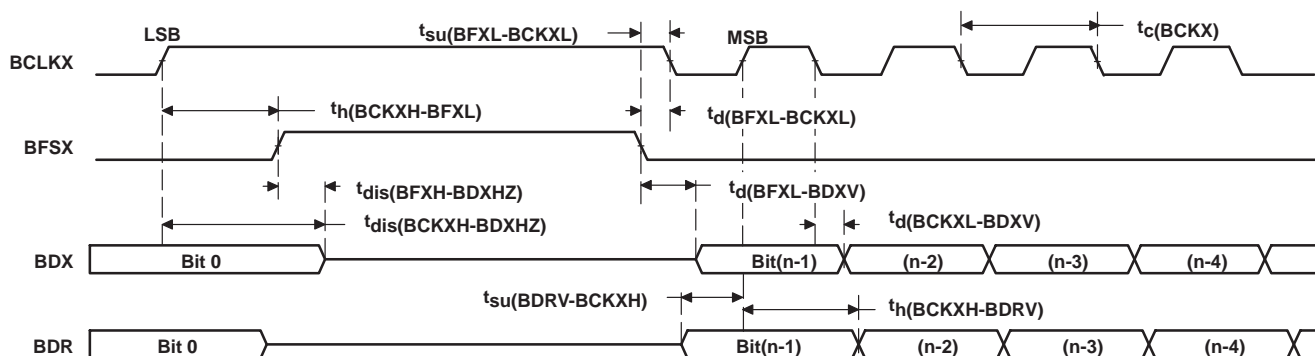 LSB
tsu(BFXL-BCKXL)
MSB
tc(BCKX)
BCLKX
th(BCKXH-BFXL)
td(BFXL-BCKXL)
BFSX
tdis(BFXH-BDXHZ)
td(BFXL-BDXV)
tdis(BCKXH-BDXHZ)
td(BCKXL-BDXV)
BDX Bit 0 Bit(n-1) (n-2) (n-3) (n-4)
tsu(BDRV-BCKXH)
th(BCKXH-BDRV)
BDR Bit 0 Bit(n-1) (n-2) (n-3) (n-4)